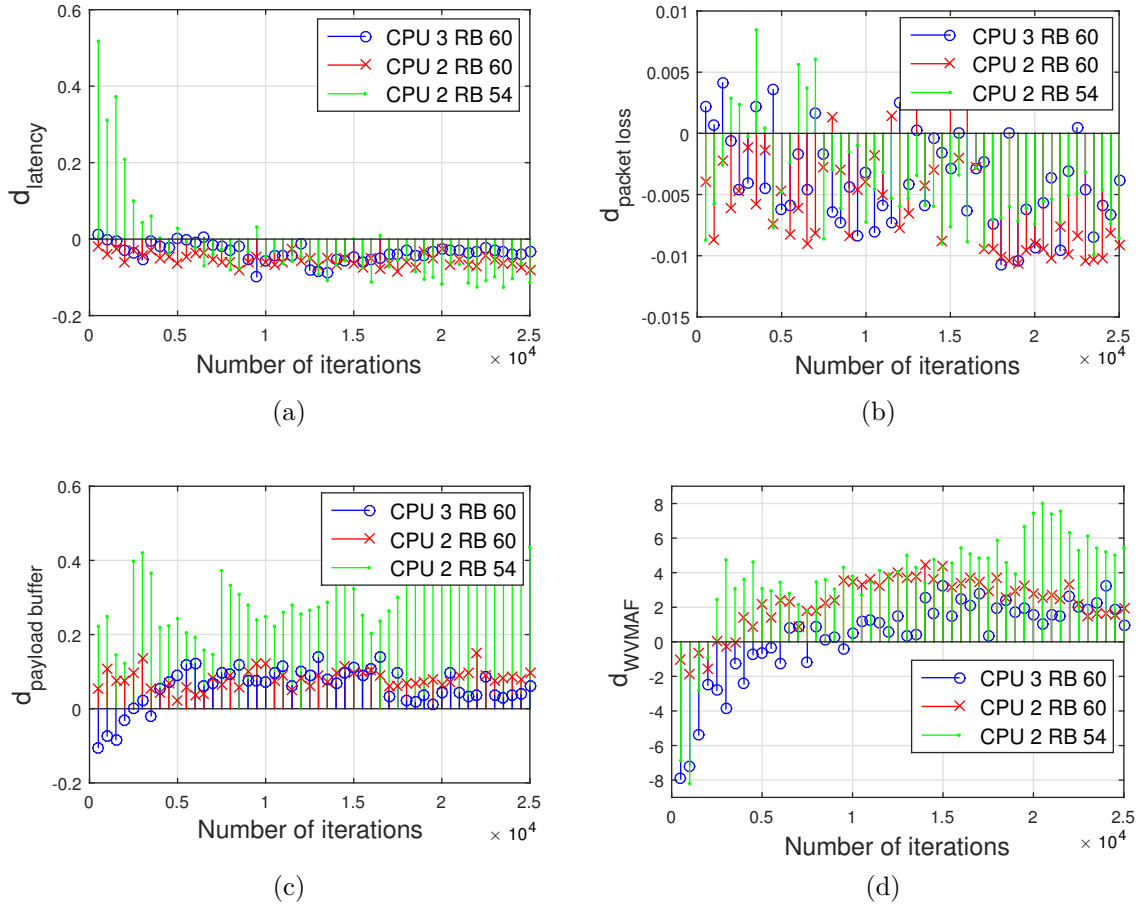 0.6
0.4
0.2
0
-0.2
d_latency
CPU 3 RB 60
CPU 2 RB 60
CPU 2 RB 54
0 0.5 1 1.5 2 2.5
Number of iterations × 10^4
(a)
0.01
0.005
0
-0.005
-0.01
-0.015
d_packet loss
CPU 3 RB 60
CPU 2 RB 60
CPU 2 RB 54
0 0.5 1 1.5 2 2.5
Number of iterations × 10^4
(b)
0.6
0.4
0.2
0
-0.2
d_payload buffer
CPU 3 RB 60
CPU 2 RB 60
CPU 2 RB 54
0 0.5 1 1.5 2 2.5
Number of iterations × 10^4
(c)
8
6
4
2
0
-2
-4
-6
-8
d_WVMAF
CPU 3 RB 60
CPU 2 RB 60
CPU 2 RB 54
0 0.5 1 1.5 2 2.5
Number of iterations × 10^4
(d)